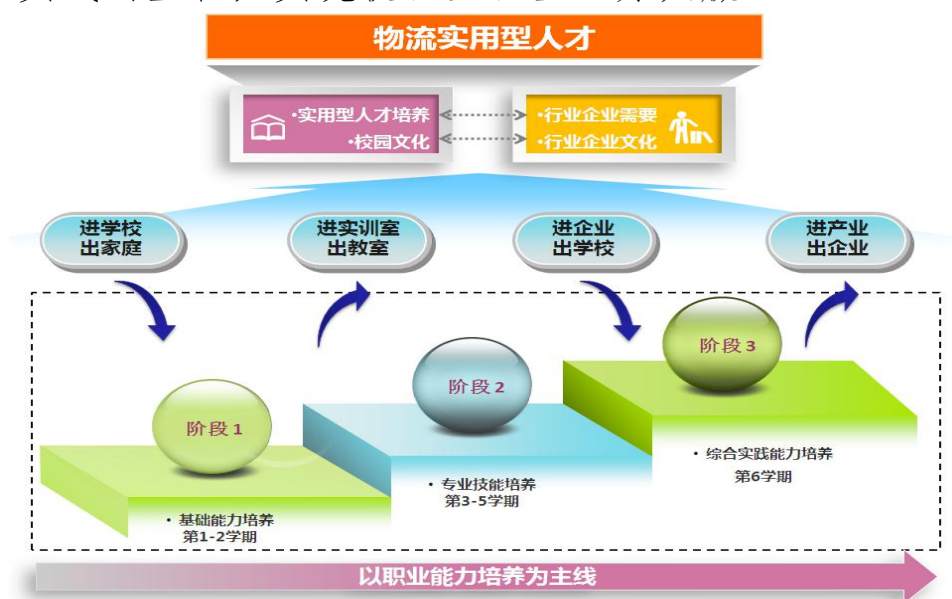 物流实用型人才
•实用型人才培养
•校园文化
•行业企业需要
•行业企业文化
进学校
出家庭
进实训室
出教室
进企业
出学校
进产业
出企业
阶段1
阶段2
阶段3
• 基础能力培养
第1-2学期
• 专业技能培养
第3-5学期
• 综合实践能力培养
第6学期
以职业能力培养为主线